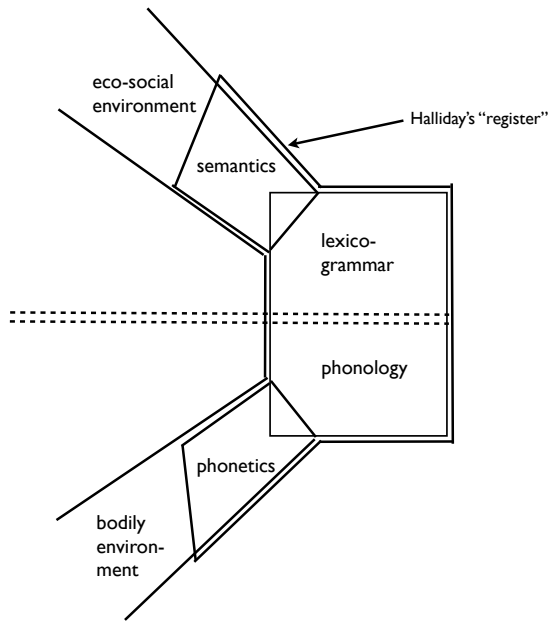 eco-social
environment
Halliday's “register”
semantics
lexico-
grammar
phonology
phonetics
bodily
environ-
ment